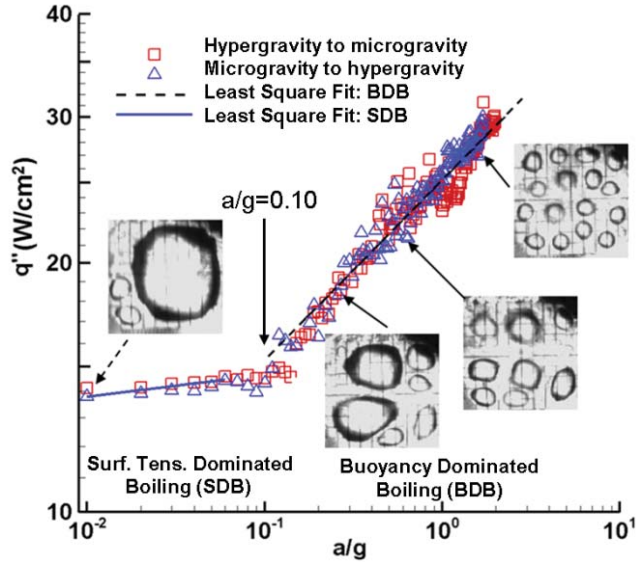 40
30
20
10
q" (W/cm²)
Hypergravity to microgravity
Microgravity to hypergravity
Least Square Fit: BDB
Least Square Fit: SDB
a/g=0.10
Surf. Tens. Dominated
Boiling (SDB)
Buoyancy Dominated
Boiling (BDB)
10⁻² 10⁻¹ 10⁰ 10¹
a/g